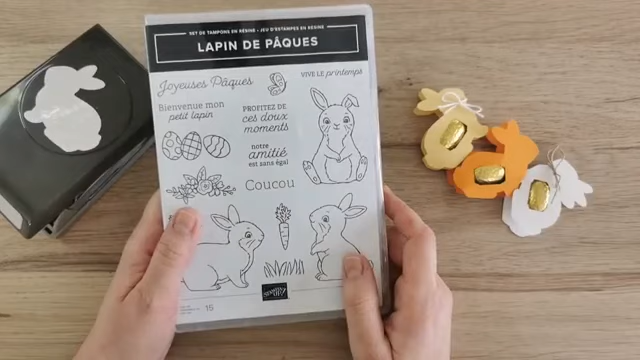 SET DE TAMPONS EN RÉSINE • JEU D'ESTAMPES EN RÉSINE
LAPIN DE PÂQUES
Joyeuses Pâques
VIVE LE printemps
Bienvenue mon
petit lapin
PROFITEZ DE
ces doux
moments
notre
amitié
est sans égal
Coucou
15